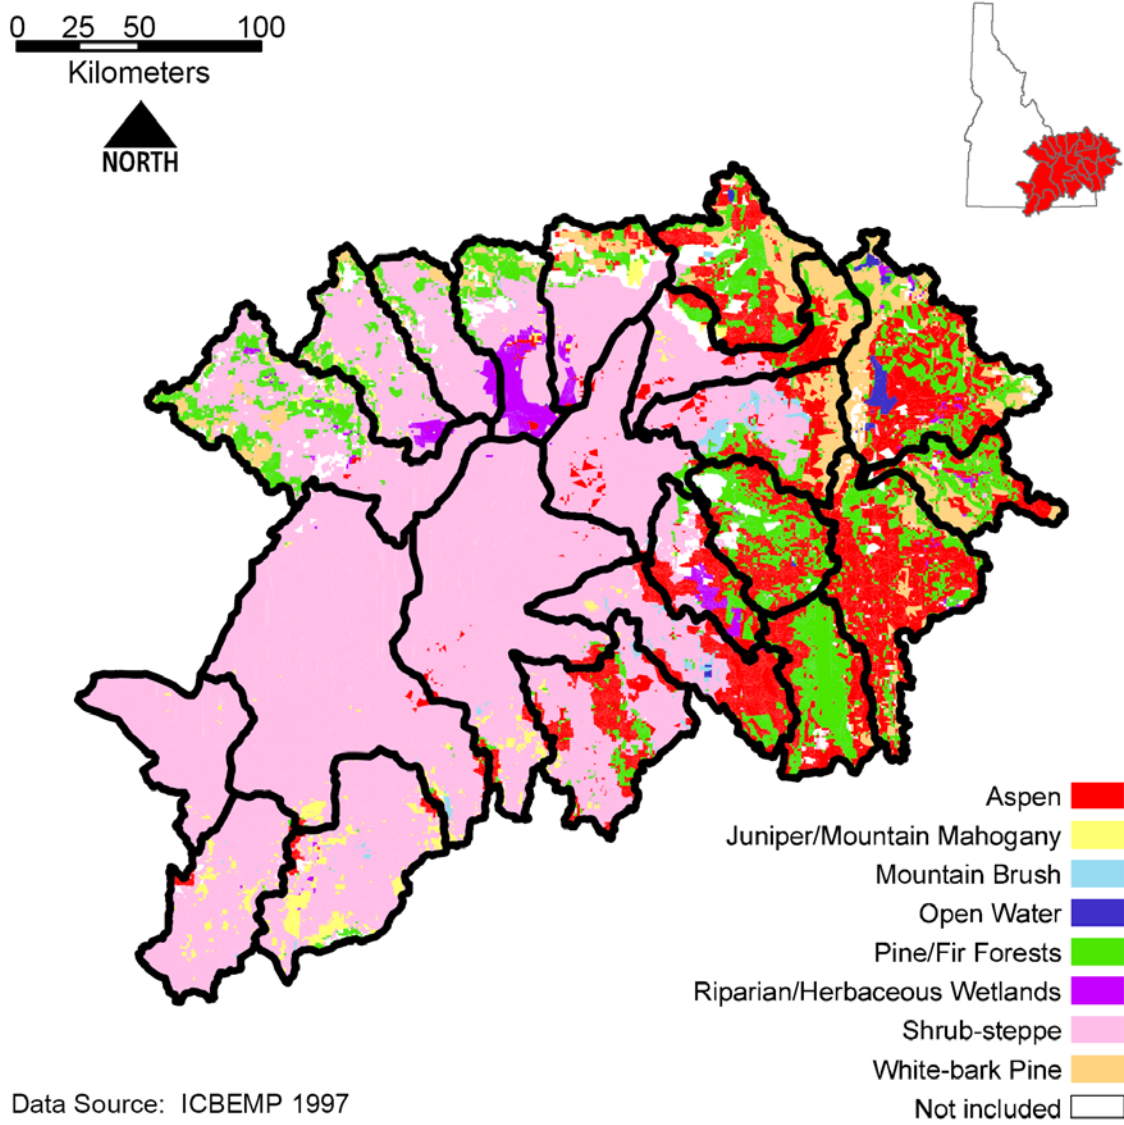 0 25 50 100
Kilometers
NORTH
Aspen
Juniper/Mountain Mahogany
Mountain Brush
Open Water
Pine/Fir Forests
Riparian/Herbaceous Wetlands
Shrub-steppe
White-bark Pine
Not included
Data Source: ICBEMP 1997